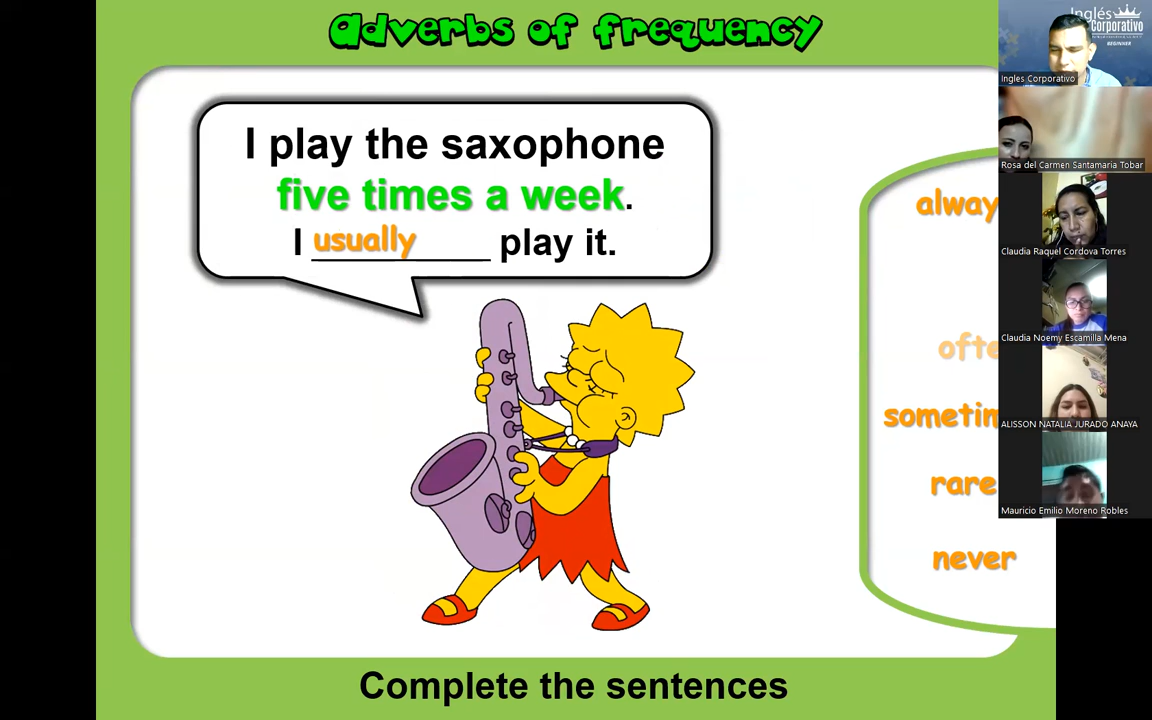 adverbs of frequency
I play the saxophone
five times a week.
I usually play it.
alway
ofte
sometim
rare
never
Complete the sentences
Inglés
Corporativo
BEGINNER
Ingles Corporativo
Rosa del Carmen Santamaria Tobar
Claudia Raquel Cordova Torres
Claudia Noemy Escamilla Mena
ALISSON NATALIA JURADO ANAYA
Mauricio Emilio Moreno Robles